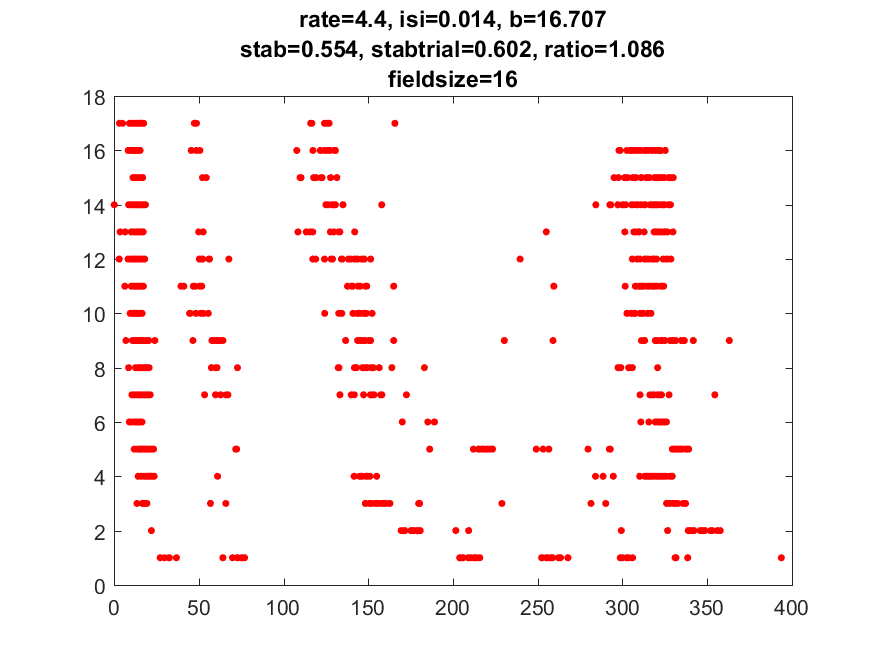 rate=4.4, isi=0.014, b=16.707
stab=0.554, stabtrial=0.602, ratio=1.086
fieldsize=16
18
16
14
12
10
8
6
4
2
0
0 50 100 150 200 250 300 350 400